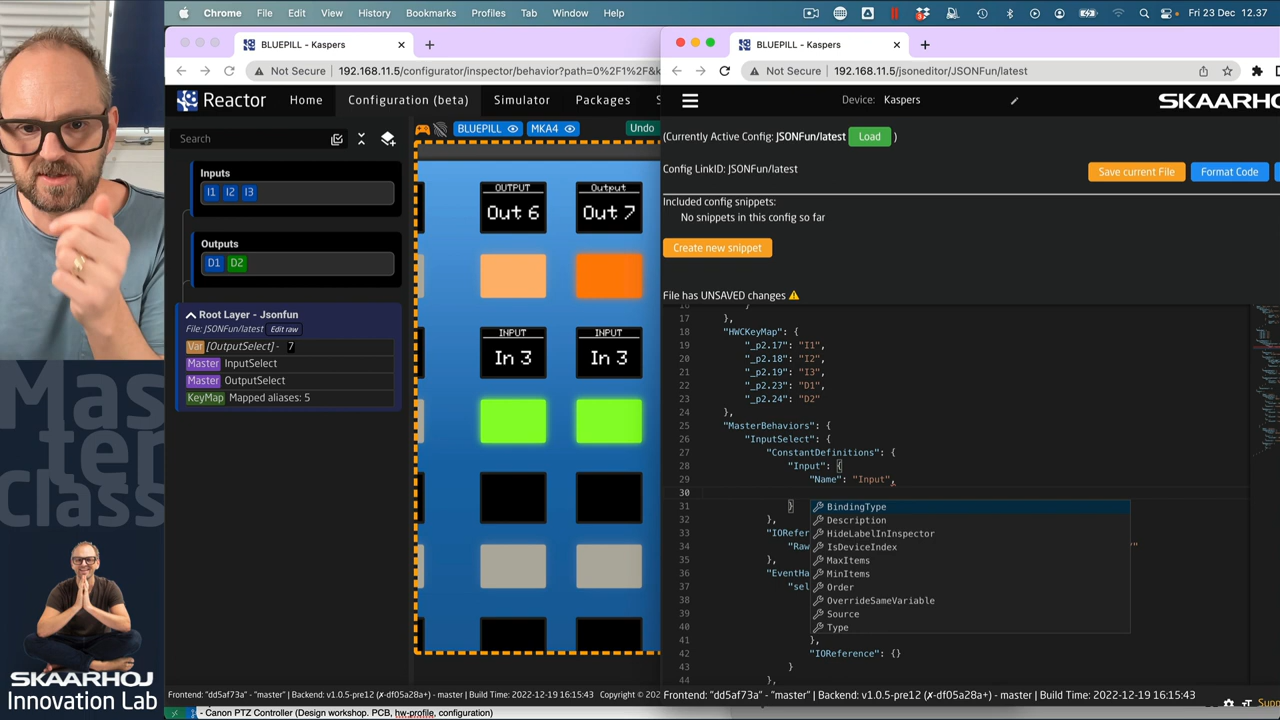 Chrome File Edit View History Bookmarks Profiles Tab Window Help
3
Fri 23 Dec 12.37
BLUEPILL - Kaspers
Not Secure 192.168.11.5/configurator/inspector/behavior?path=0%2F1%2F&k
Reactor Home Configuration (beta) Simulator Packages S
Search
BLUEPILL MKA4 Undo
Inputs
I1 I2 I3
Outputs
D1 D2
Root Layer - Jsonfun
File: JSONFun/latest Edit raw
Var [OutputSelect] - 7
Master InputSelect
Master OutputSelect
KeyMap Mapped aliases: 5
OUTPUT Output
Out 6 Out 7
INPUT INPUT
In 3 In 3
BLUEPILL - Kaspers
Not Secure 192.168.11.5/jsoneditor/JSONFun/latest
Device: Kaspers
SKAARHOJ
(Currently Active Config: JSONFun/latest Load )
Config LinkID: JSONFun/latest
Save current File Format Code
Included config snippets:
No snippets in this config so far
Create new snippet
File has UNSAVED changes
16 }
17 },
18 "HWCKeyMap": {
19 "_p2.17": "I1",
20 "_p2.18": "I2",
21 "_p2.19": "I3",
22 "_p2.23": "D1",
23 "_p2.24": "D2"
24 },
25 "MasterBehaviors": {
26 "InputSelect": {
27 "ConstantDefinitions": {
28 "Input": {
29 "Name": "Input",
30
31 }
32 },
33 "IORefer
34 "Raw "
35 },
36 "EventHa
37 "sel
38
39
40
41 },
42 "IOReference": {}
43 }
44 },
BindingType
Description
HideLabelInInspector
IsDeviceIndex
MaxItems
MinItems
Order
OverrideSameVariable
Source
Type
Frontend: "dd5af73a" - "master" | Backend: v1.0.5-pre12 (✗-df05a28a+) - master | Build Time: 2022-12-19 16:15:43 Copyright © 202
Frontend: "dd5af73a" - "master" | Backend: v1.0.5-pre12 (✗-df05a28a+) - master | Build Time: 2022-12-19 16:15:43
Supp
- Canon PTZ Controller (Design workshop. PCB, hw-profile, configuration)
Mas
ter
Class
SKAARHOJ
Innovation Lab